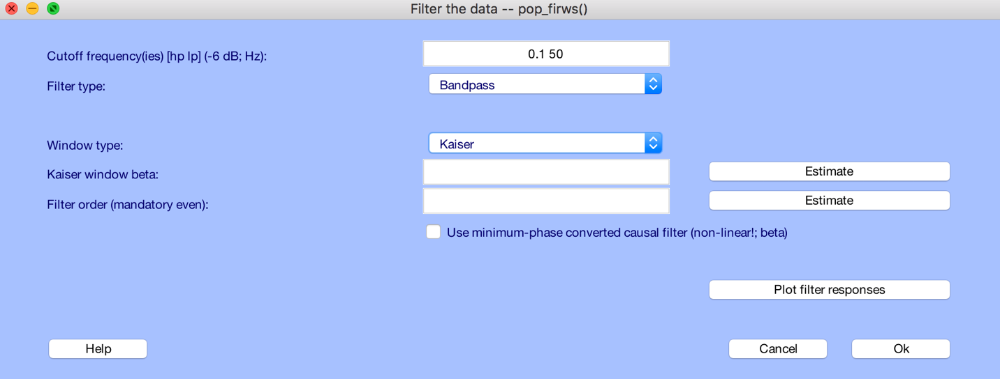 Filter the data -- pop_firws()
Cutoff frequency(ies) [hp lp] (-6 dB; Hz): 0.1 50
Filter type: Bandpass
Window type: Kaiser
Kaiser window beta: Estimate
Filter order (mandatory even): Estimate
Use minimum-phase converted causal filter (non-linear!; beta)
Plot filter responses
Help Cancel Ok